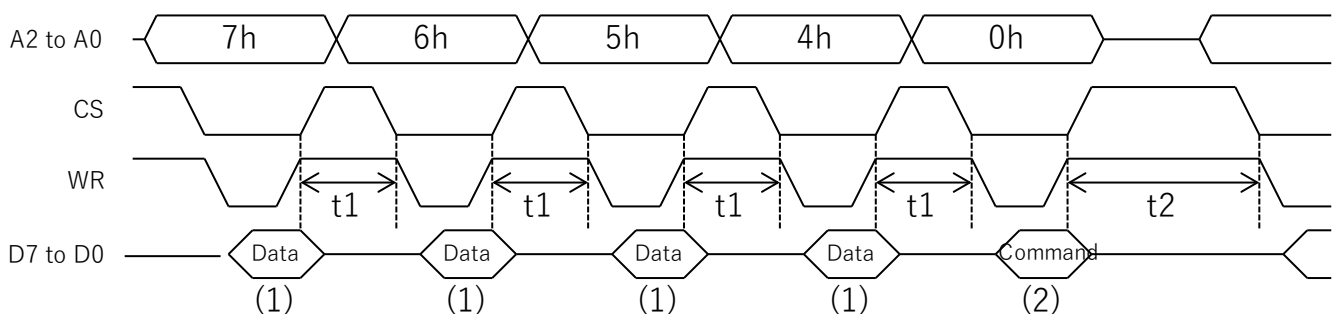 A2 to A0 7h 6h 5h 4h 0h
CS
WR
t1 t1 t1 t1 t2
D7 to D0 Data Data Data Data Command
(1) (1) (1) (1) (2)